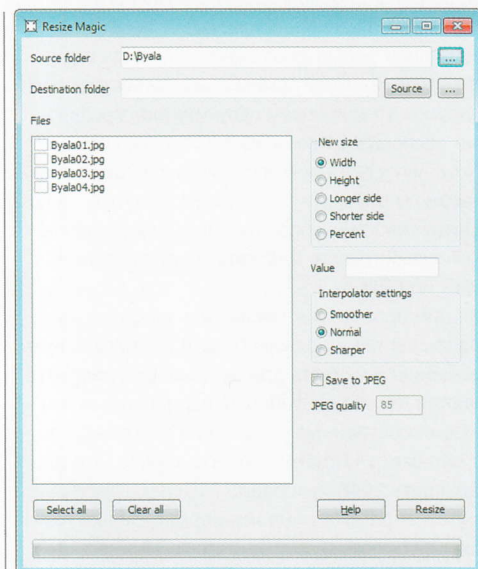 Resize Magic
Source folder D:\Byala ...
Destination folder Source ...
Files
Byala01.jpg
Byala02.jpg
Byala03.jpg
Byala04.jpg
New size
Width
Height
Longer side
Shorter side
Percent
Value
Interpolator settings
Smoother
Normal
Sharper
Save to JPEG
JPEG quality 85
Select all Clear all Help Resize